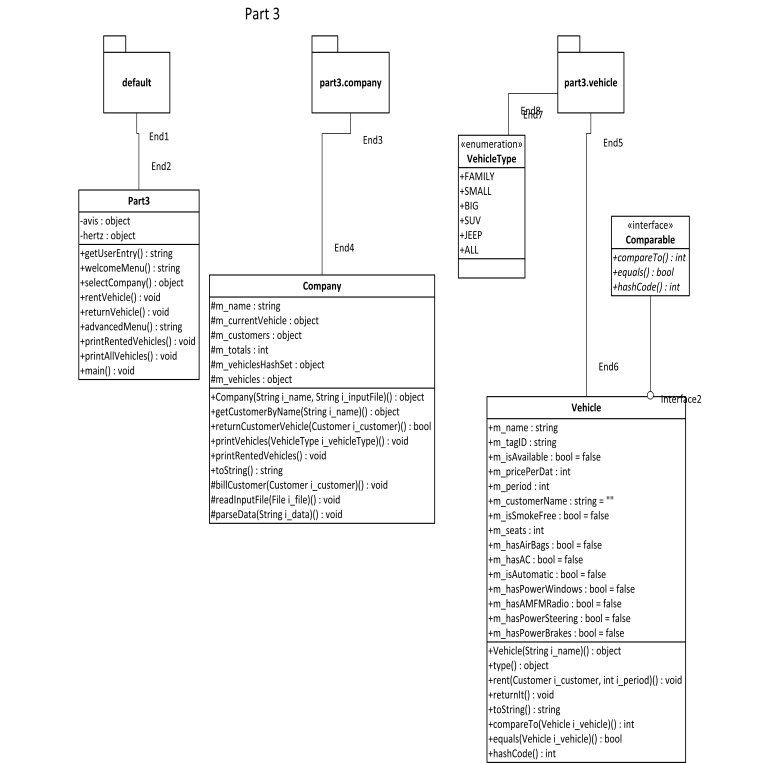 Part 3
default
part3.company
part3.vehicle
End1
End2
End3
End4
End8
End7
End5
End6
Part3
-avis : object
-hertz : object
+getUserEntry() : string
+welcomeMenu() : string
+selectCompany() : object
+rentVehicle() : void
+returnVehicle() : void
+advancedMenu() : string
+printRentedVehicles() : void
+printAllVehicles() : void
+main() : void
Company
#m_name : string
#m_currentVehicle : object
#m_customers : object
#m_totals : int
#m_vehiclesHashSet : object
#m_vehicles : object
+Company(String i_name, String i_inputFile)() : object
+getCustomerByName(String i_name)() : object
+returnCustomerVehicle(Customer i_customer)() : bool
+printVehicles(VehicleType i_vehicleType)() : void
+printRentedVehicles() : void
+toString() : string
#billCustomer(Customer i_customer)() : void
#readInputFile(File i_file)() : void
#parseData(String i_data)() : void
«enumeration»
VehicleType
+FAMILY
+SMALL
+BIG
+SUV
+JEEP
+ALL
«interface»
Comparable
+compareTo() : int
+equals() : bool
+hashCode() : int
Interface2
Vehicle
+m_name : string
+m_tagID : string
+m_isAvailable : bool = false
+m_pricePerDat : int
+m_period : int
+m_customerName : string = ""
+m_isSmokeFree : bool = false
+m_seats : int
+m_hasAirBags : bool = false
+m_hasAC : bool = false
+m_isAutomatic : bool = false
+m_hasPowerWindows : bool = false
+m_hasAMFMRadio : bool = false
+m_hasPowerSteering : bool = false
+m_hasPowerBrakes : bool = false
+Vehicle(String i_name)() : object
+type() : object
+rent(Customer i_customer, int i_period)() : void
+returnIt() : void
+toString() : string
+compareTo(Vehicle i_vehicle)() : int
+equals(Vehicle i_vehicle)() : bool
+hashCode() : int